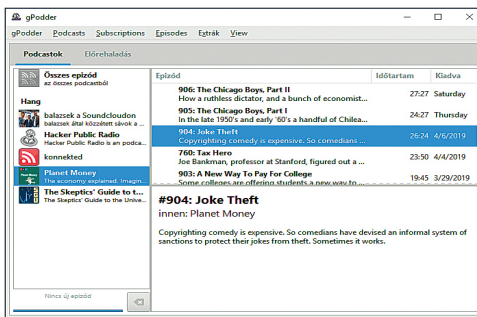 gPodder
gPodder Podcasts Subscriptions Episodes Extrák View
Podcastok Előrehaladás
Összes epizód
az összes podcastból
Hang
balazsek a Soundcloudon
balazsek által közzétett sávok a ...
Hacker Public Radio
Hacker Public Radio is an podca...
konnekted
Planet Money
The economy explained. Imagin...
The Skeptics' Guide to t...
The Skeptics' Guide to the Unive...
Nincs új epizód
Epizód Időtartam Kiadva
906: The Chicago Boys, Part II
How a ruthless dictator, and a bunch of economist...
27:27 Saturday
905: The Chicago Boys, Part I
In the late 1950's and early '60's a handful of Chilea...
24:27 Thursday
904: Joke Theft
Copyrighting comedy is expensive. So comedians ...
26:24 4/6/2019
760: Tax Hero
Joe Bankman, professor at Stanford, figured out a ...
23:50 4/4/2019
903: A New Way To Pay For College
Some colleges are offering students a new way to ...
19:45 3/29/2019
#904: Joke Theft
innen: Planet Money
Copyrighting comedy is expensive. So comedians have devised an informal system of
sanctions to protect their jokes from theft. Sometimes it works.